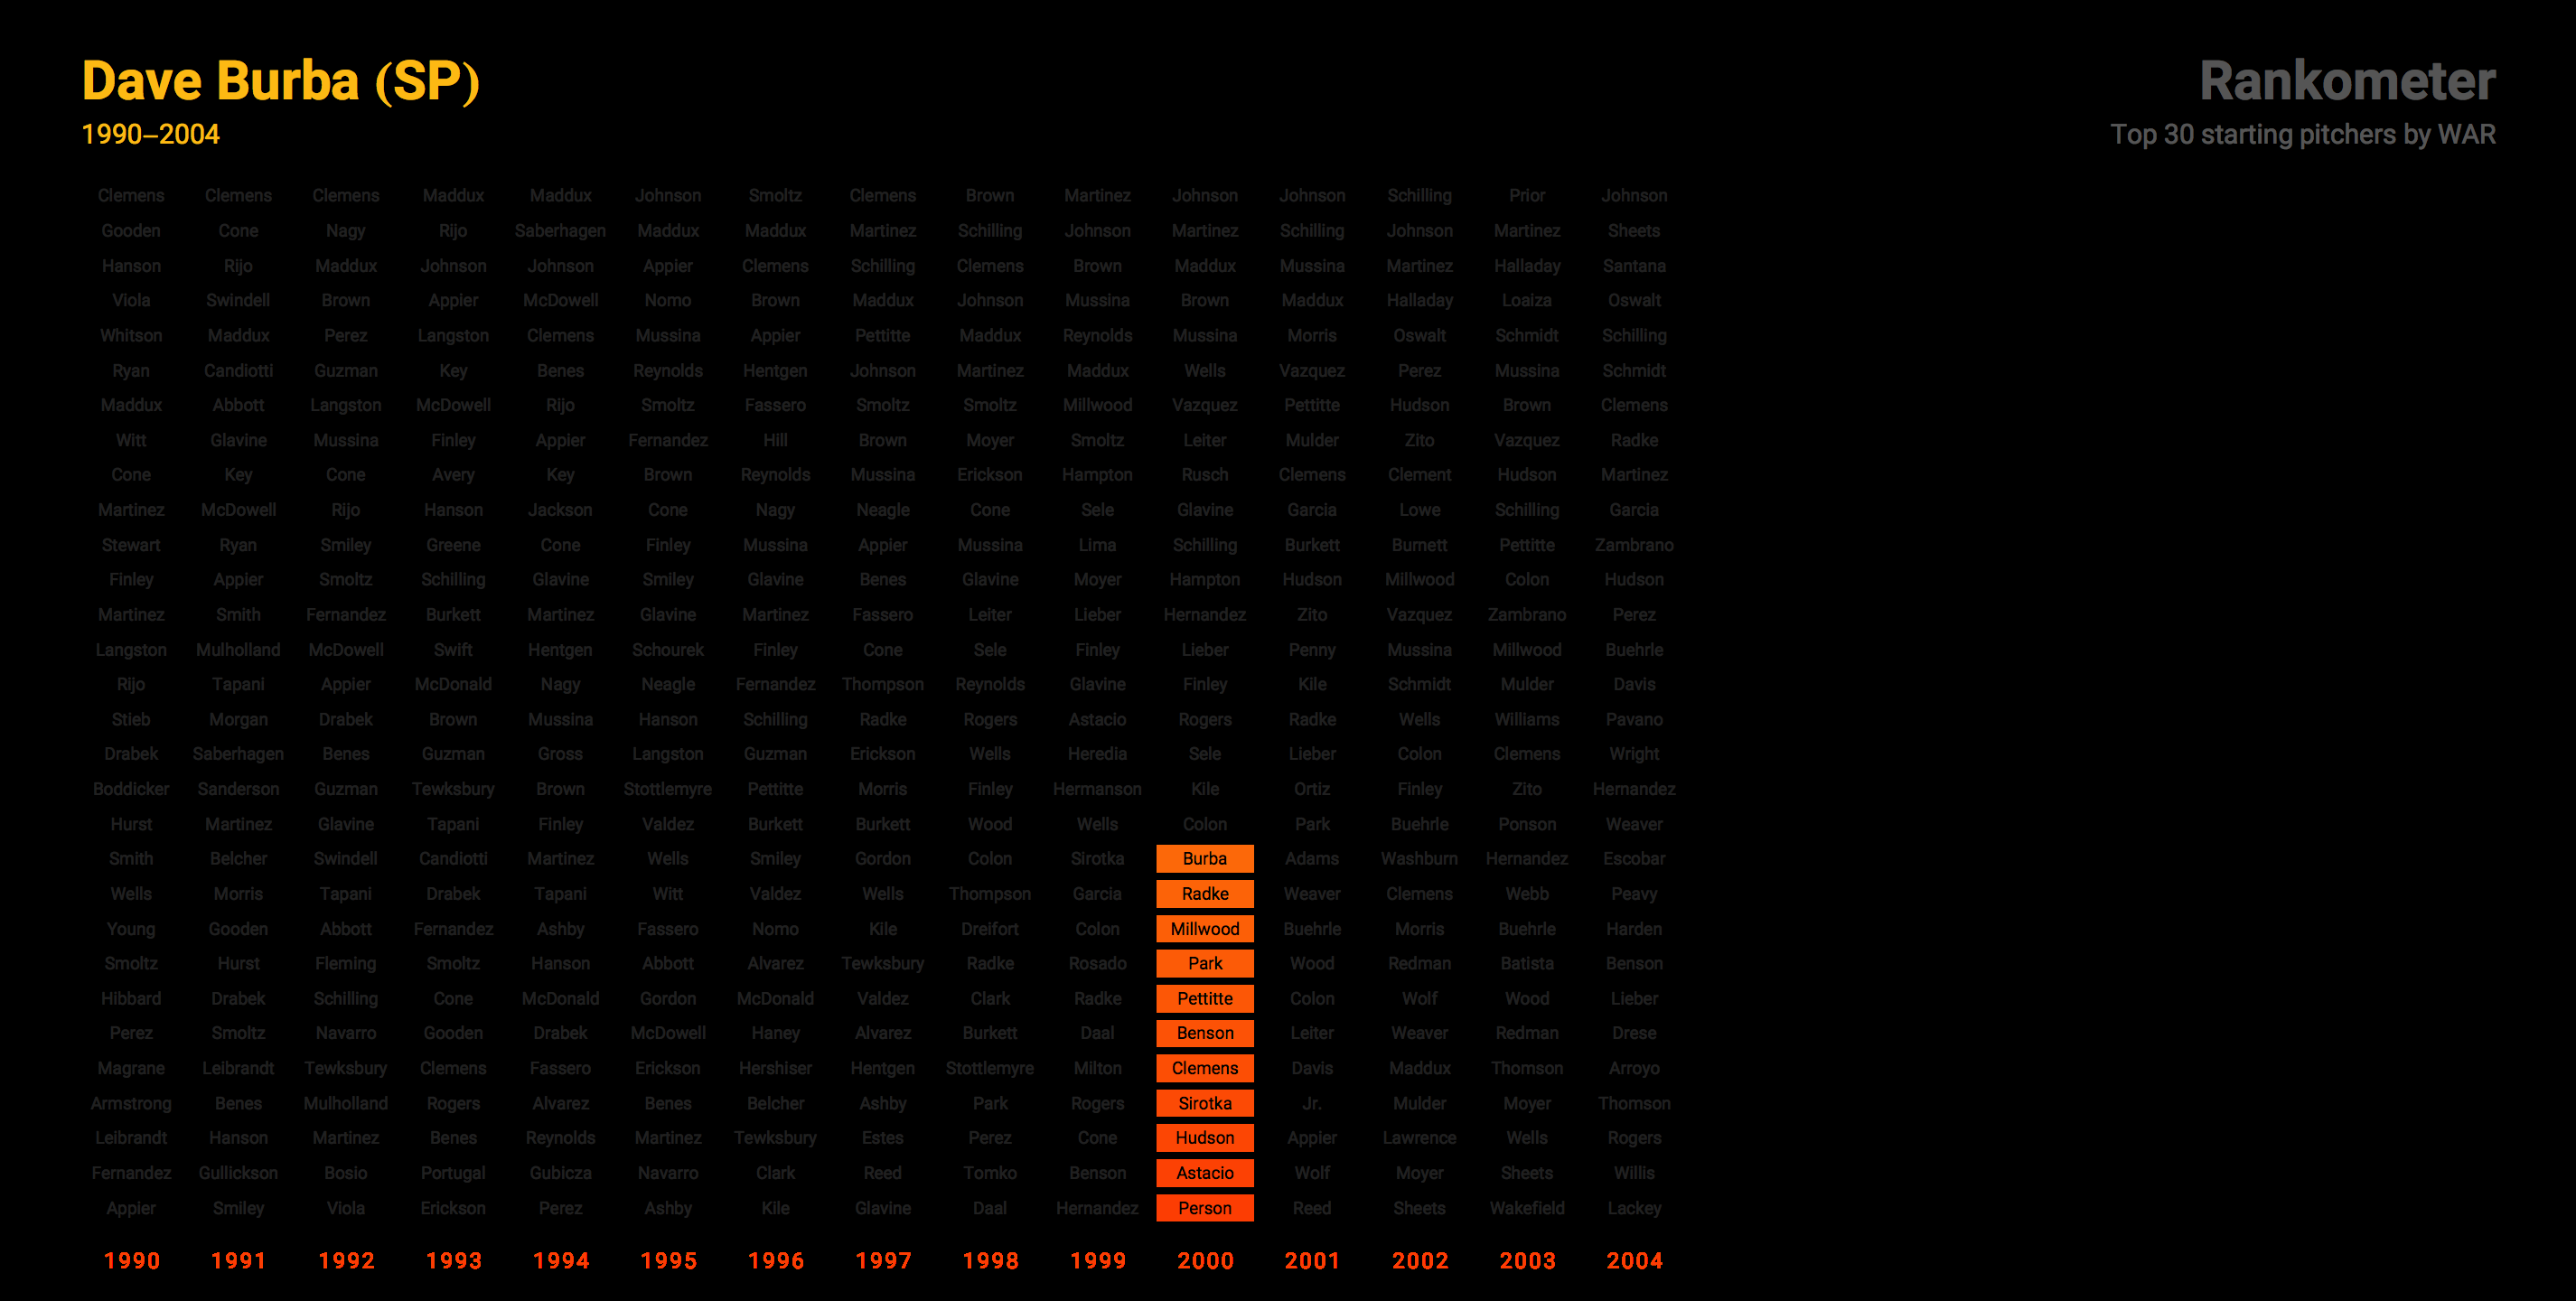 Dave Burba (SP)
1990–2004
Rankometer
Top 30 starting pitchers by WAR
Clemens Clemens Clemens Maddux Maddux Johnson Smoltz Clemens Brown Martinez Johnson Johnson Schilling Prior Johnson
Gooden Cone Nagy Rijo Saberhagen Maddux Maddux Martinez Schilling Johnson Martinez Schilling Johnson Martinez Sheets
Hanson Rijo Maddux Johnson Johnson Appier Clemens Schilling Clemens Brown Maddux Mussina Martinez Halladay Santana
Viola Swindell Brown Appier McDowell Nomo Brown Maddux Johnson Mussina Brown Maddux Halladay Loaiza Oswalt
Whitson Maddux Perez Langston Clemens Mussina Appier Pettitte Maddux Reynolds Mussina Morris Oswalt Schmidt Schilling
Ryan Candiotti Guzman Key Benes Reynolds Hentgen Johnson Martinez Maddux Wells Vazquez Perez Mussina Schmidt
Maddux Abbott Langston McDowell Rijo Smoltz Fassero Smoltz Smoltz Millwood Vazquez Pettitte Hudson Brown Clemens
Witt Glavine Mussina Finley Appier Fernandez Hill Brown Moyer Smoltz Leiter Mulder Zito Vazquez Radke
Cone Key Cone Avery Key Brown Reynolds Mussina Erickson Hampton Rusch Clemens Clement Hudson Martinez
Martinez McDowell Rijo Hanson Jackson Cone Nagy Neagle Cone Sele Glavine Garcia Lowe Schilling Garcia
Stewart Ryan Smiley Greene Cone Finley Mussina Appier Mussina Lima Schilling Burkett Burnett Pettitte Zambrano
Finley Appier Smoltz Schilling Glavine Smiley Glavine Benes Glavine Moyer Hampton Hudson Millwood Colon Hudson
Martinez Smith Fernandez Burkett Martinez Glavine Martinez Fassero Leiter Lieber Hernandez Zito Vazquez Zambrano Perez
Langston Mulholland McDowell Swift Hentgen Schourek Finley Cone Sele Finley Lieber Penny Mussina Millwood Buehrle
Rijo Tapani Appier McDonald Nagy Neagle Fernandez Thompson Reynolds Glavine Finley Kile Schmidt Mulder Davis
Stieb Morgan Drabek Brown Mussina Hanson Schilling Radke Rogers Astacio Rogers Radke Wells Williams Pavano
Drabek Saberhagen Benes Guzman Gross Langston Guzman Erickson Wells Heredia Sele Lieber Colon Clemens Wright
Boddicker Sanderson Guzman Tewksbury Brown Stottlemyre Pettitte Morris Finley Hermanson Kile Ortiz Finley Zito Hernandez
Hurst Martinez Glavine Tapani Finley Valdez Burkett Burkett Wood Wells Colon Park Buehrle Ponson Weaver
Smith Belcher Swindell Candiotti Martinez Wells Smiley Gordon Colon Sirotka Burba Adams Washburn Hernandez Escobar
Wells Morris Tapani Drabek Tapani Witt Valdez Wells Thompson Garcia Radke Weaver Clemens Webb Peavy
Young Gooden Abbott Fernandez Ashby Fassero Nomo Kile Dreifort Colon Millwood Buehrle Morris Buehrle Harden
Smoltz Hurst Fleming Smoltz Hanson Abbott Alvarez Tewksbury Radke Rosado Park Wood Redman Batista Benson
Hibbard Drabek Schilling Cone McDonald Gordon McDonald Valdez Clark Radke Pettitte Colon Wolf Wood Lieber
Perez Smoltz Navarro Gooden Drabek McDowell Haney Alvarez Burkett Daal Benson Leiter Weaver Redman Drese
Magrane Leibrandt Tewksbury Clemens Fassero Erickson Hershiser Hentgen Stottlemyre Milton Clemens Davis Maddux Thomson Arroyo
Armstrong Benes Mulholland Rogers Alvarez Benes Belcher Ashby Park Rogers Sirotka Jr. Mulder Moyer Thomson
Leibrandt Hanson Martinez Benes Reynolds Martinez Tewksbury Estes Perez Cone Hudson Appier Lawrence Wells Rogers
Fernandez Gullickson Bosio Portugal Gubicza Navarro Clark Reed Tomko Benson Astacio Wolf Moyer Sheets Willis
Appier Smiley Viola Erickson Perez Ashby Kile Glavine Daal Hernandez Person Reed Sheets Wakefield Lackey
1990 1991 1992 1993 1994 1995 1996 1997 1998 1999 2000 2001 2002 2003 2004